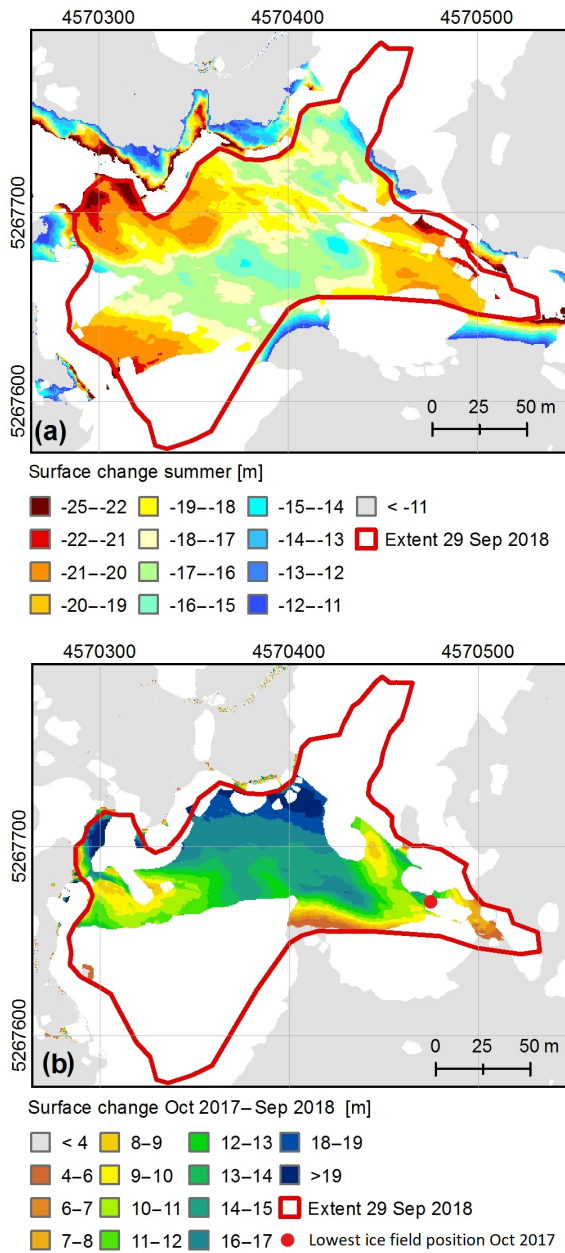 4570300 4570400 4570500
5267700
5267600
(a)
0 25 50 m
Surface change summer [m]
-25--22 -19--18 -15--14 < -11
-22--21 -18--17 -14--13 Extent 29 Sep 2018
-21--20 -17--16 -13--12
-20--19 -16--15 -12--11
4570300 4570400 4570500
5267700
5267600
(b)
0 25 50 m
Surface change Oct 2017–Sep 2018 [m]
< 4 8–9 12–13 18–19
4–6 9–10 13–14 >19
6–7 10–11 14–15 Extent 29 Sep 2018
7–8 11–12 16–17 Lowest ice field position Oct 2017